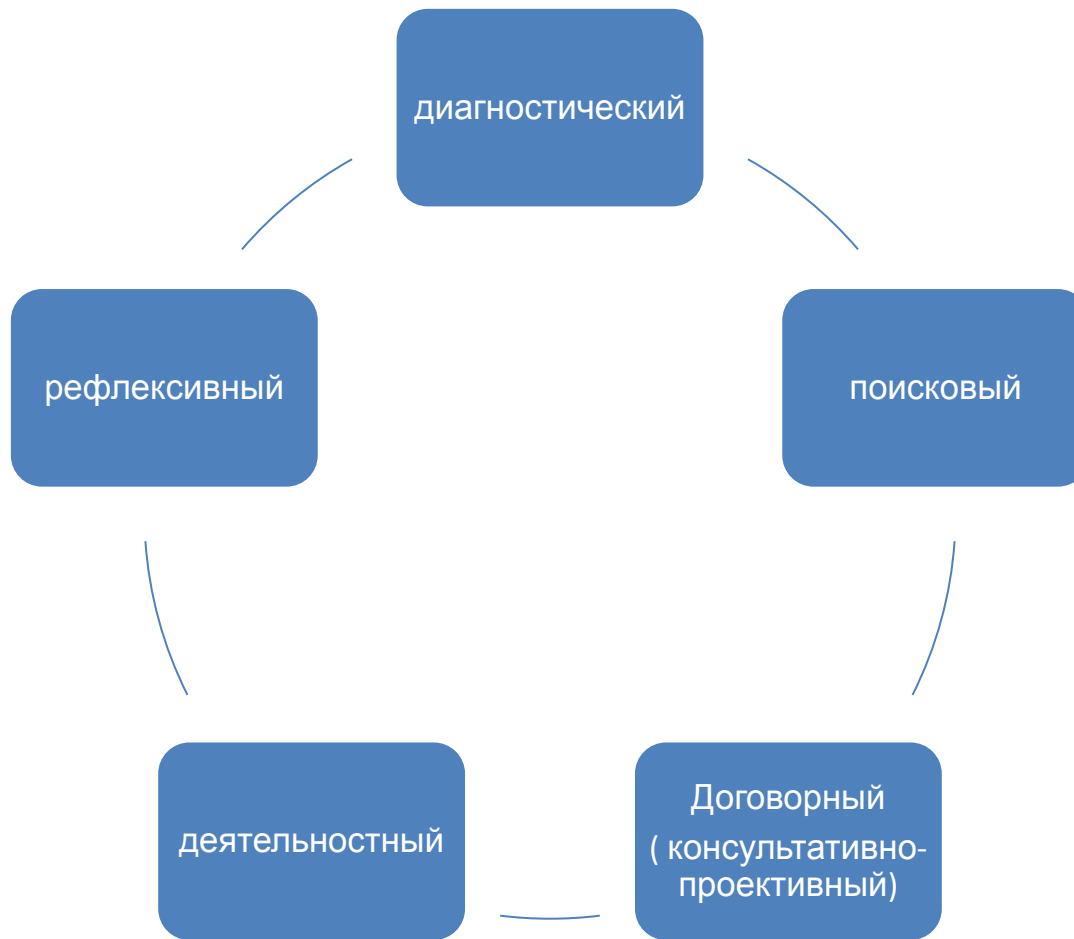 диагностический
поисковый
Договорный
( консультативно-
проективный)
деятельностный
рефлексивный